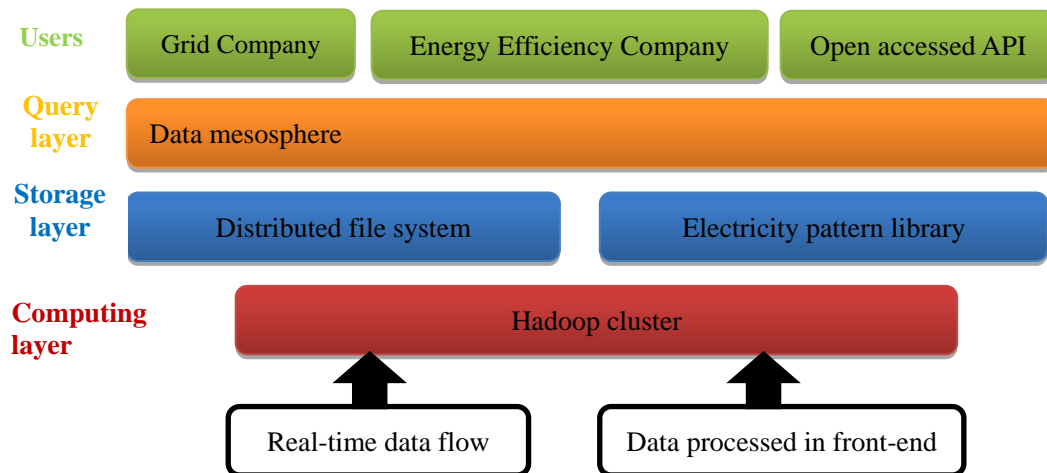 Users
Grid Company
Energy Efficiency Company
Open accessed API
Query
layer
Data mesosphere
Storage
layer
Distributed file system
Electricity pattern library
Computing
layer
Hadoop cluster
Real-time data flow
Data processed in front-end